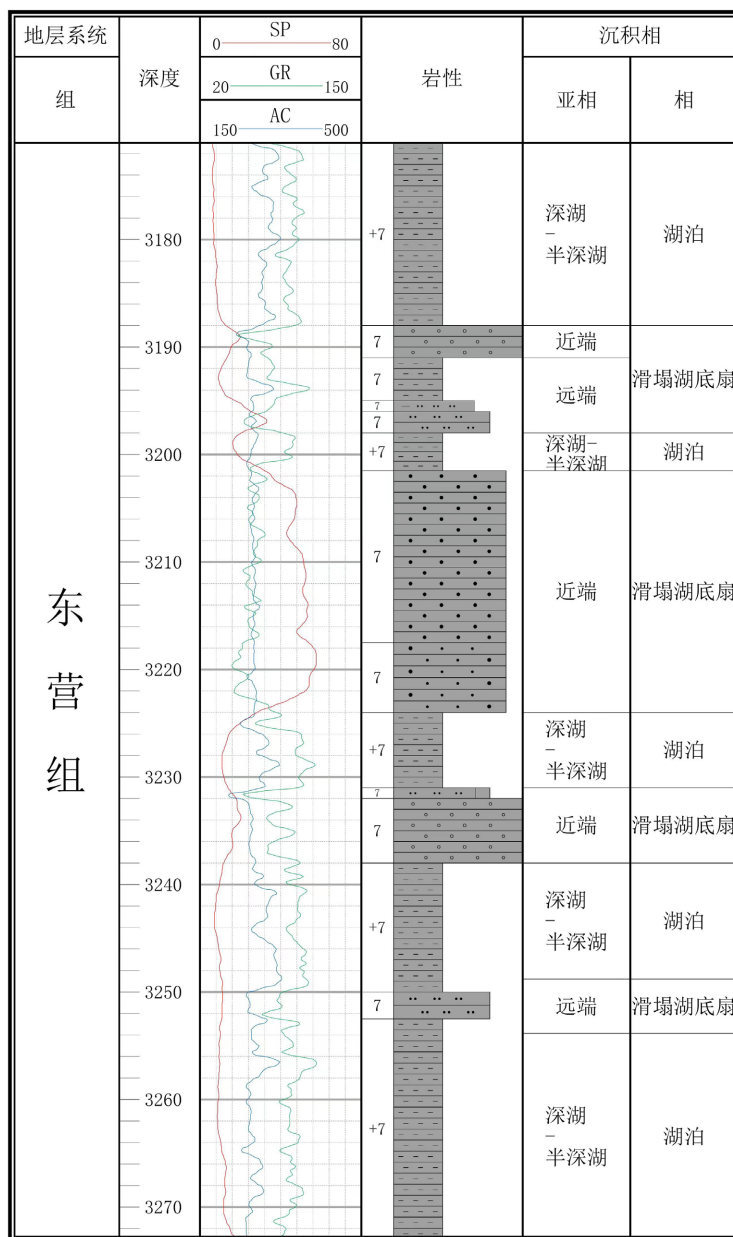 地层系统
组
深度
0 SP 80
20 GR 150
150 AC 500
岩性
沉积相
亚相
相
东
营
组
3180
3190
3200
3210
3220
3230
3240
3250
3260
3270
+7
7
7
7
7
+7
7
7
+7
7
7
+7
7
+7
深湖
–
半深湖
近端
远端
深湖–
半深湖
近端
深湖
–
半深湖
近端
深湖
–
半深湖
远端
深湖
–
半深湖
湖泊
滑塌湖底扇
湖泊
滑塌湖底扇
湖泊
滑塌湖底扇
湖泊
滑塌湖底扇
湖泊